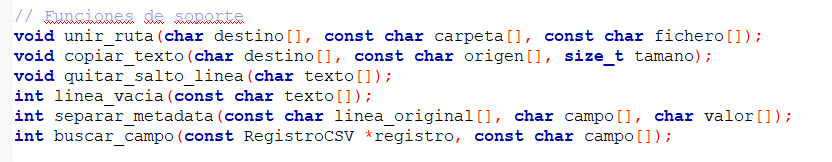 // Funciones de soporte
void unir_ruta(char destino[], const char carpeta[], const char fichero[]);
void copiar_texto(char destino[], const char origen[], size_t tamano);
void quitar_salto_linea(char texto[]);
int linea_vacia(const char texto[]);
int separar_metadata(const char linea_original[], char campo[], char valor[]);
int buscar_campo(const RegistroCSV *registro, const char campo[]);